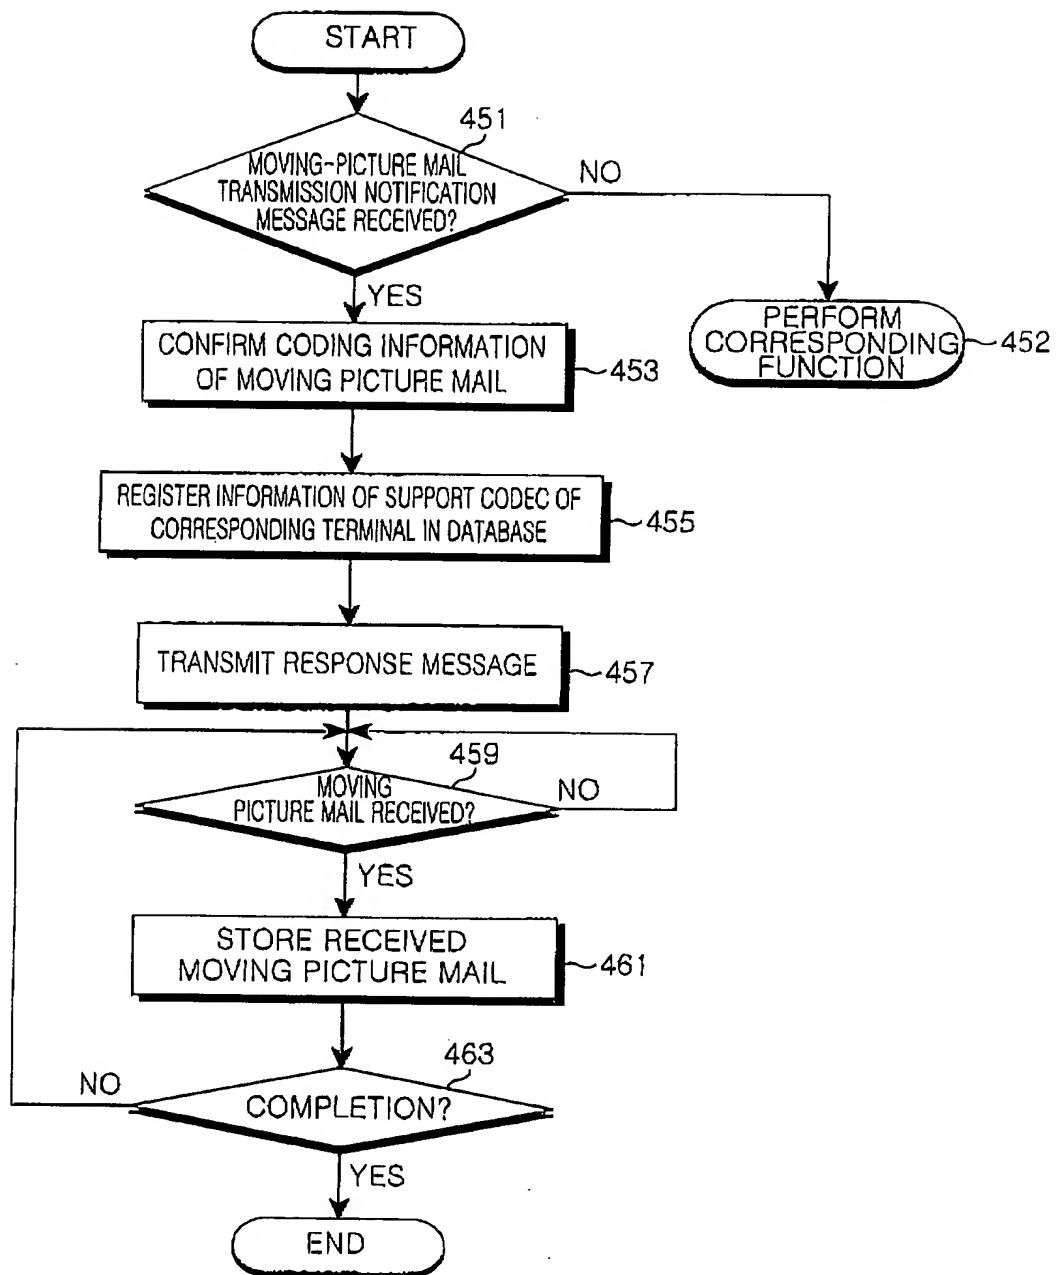 START
451
MOVING-PICTURE MAIL
TRANSMISSION NOTIFICATION
MESSAGE RECEIVED?
NO
YES
PERFORM
CORRESPONDING
FUNCTION
452
CONFIRM CODING INFORMATION
OF MOVING PICTURE MAIL
453
REGISTER INFORMATION OF SUPPORT CODEC OF
CORRESPONDING TERMINAL IN DATABASE
455
TRANSMIT RESPONSE MESSAGE
457
459
MOVING
PICTURE MAIL RECEIVED?
NO
YES
STORE RECEIVED
MOVING PICTURE MAIL
461
463
NO
COMPLETION?
YES
END